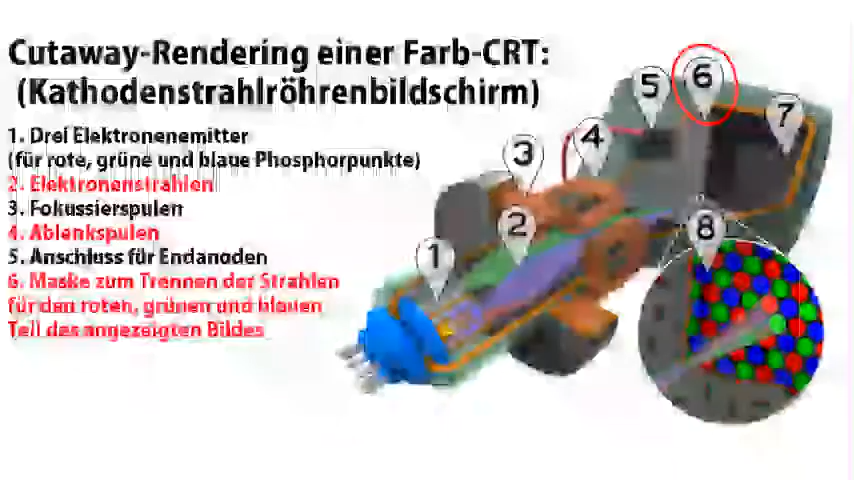 Cutaway-Rendering einer Farb-CRT:
(Kathodenstrahlröhrenbildschirm)
1. Drei Elektronenemitter
(für rote, grüne und blaue Phosphorpunkte)
2. Elektronenstrahlen
3. Fokussierspulen
4. Ablenkspulen
5. Anschluss für Endanoden
6. Maske zum Trennen der Strahlen
für den roten, grünen und blauen
Teil des angezeigten Bildes
5
6
7
4
3
2
8
1